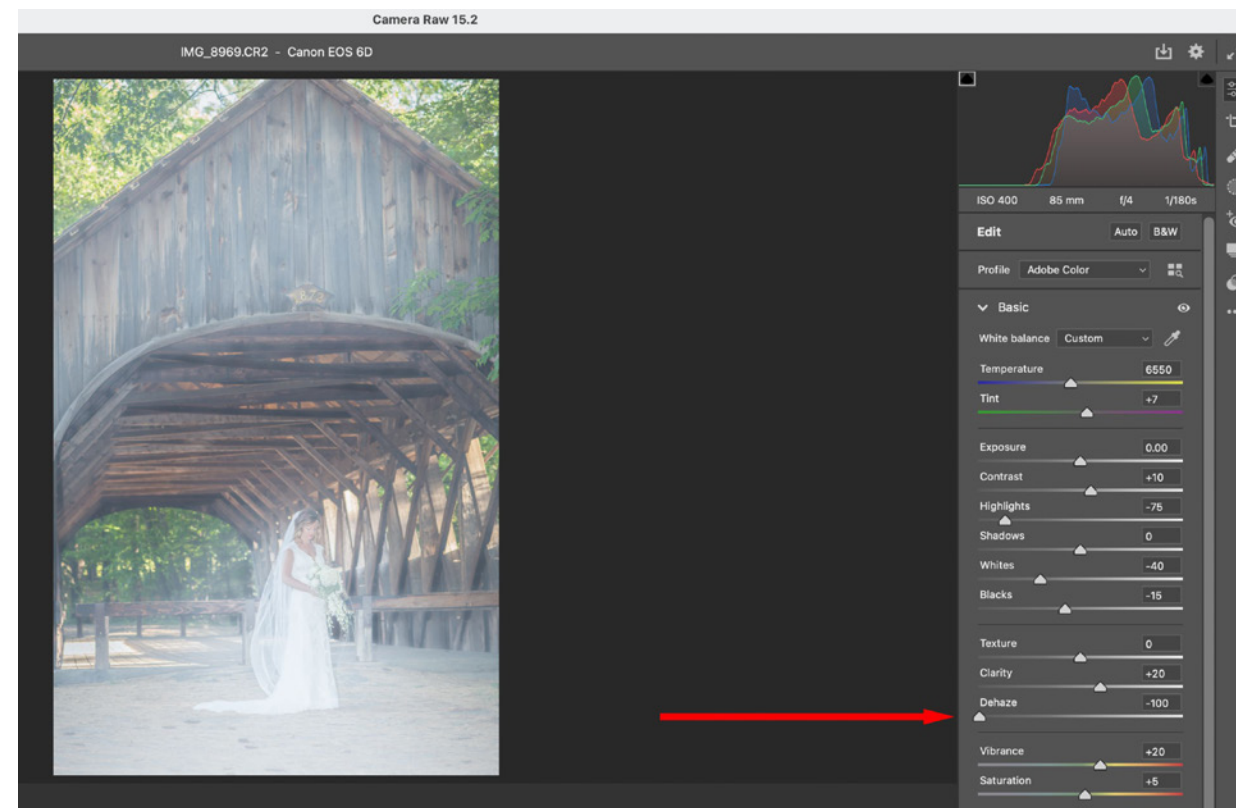 Camera Raw 15.2
IMG_8969.CR2 - Canon EOS 6D
ISO 400 85 mm f/4 1/180s
Edit Auto B&W
Profile Adobe Color
Basic
White balance Custom
Temperature 6550
Tint +7
Exposure 0.00
Contrast +10
Highlights -75
Shadows 0
Whites -40
Blacks -15
Texture 0
Clarity +20
Dehaze -100
Vibrance +20
Saturation +5